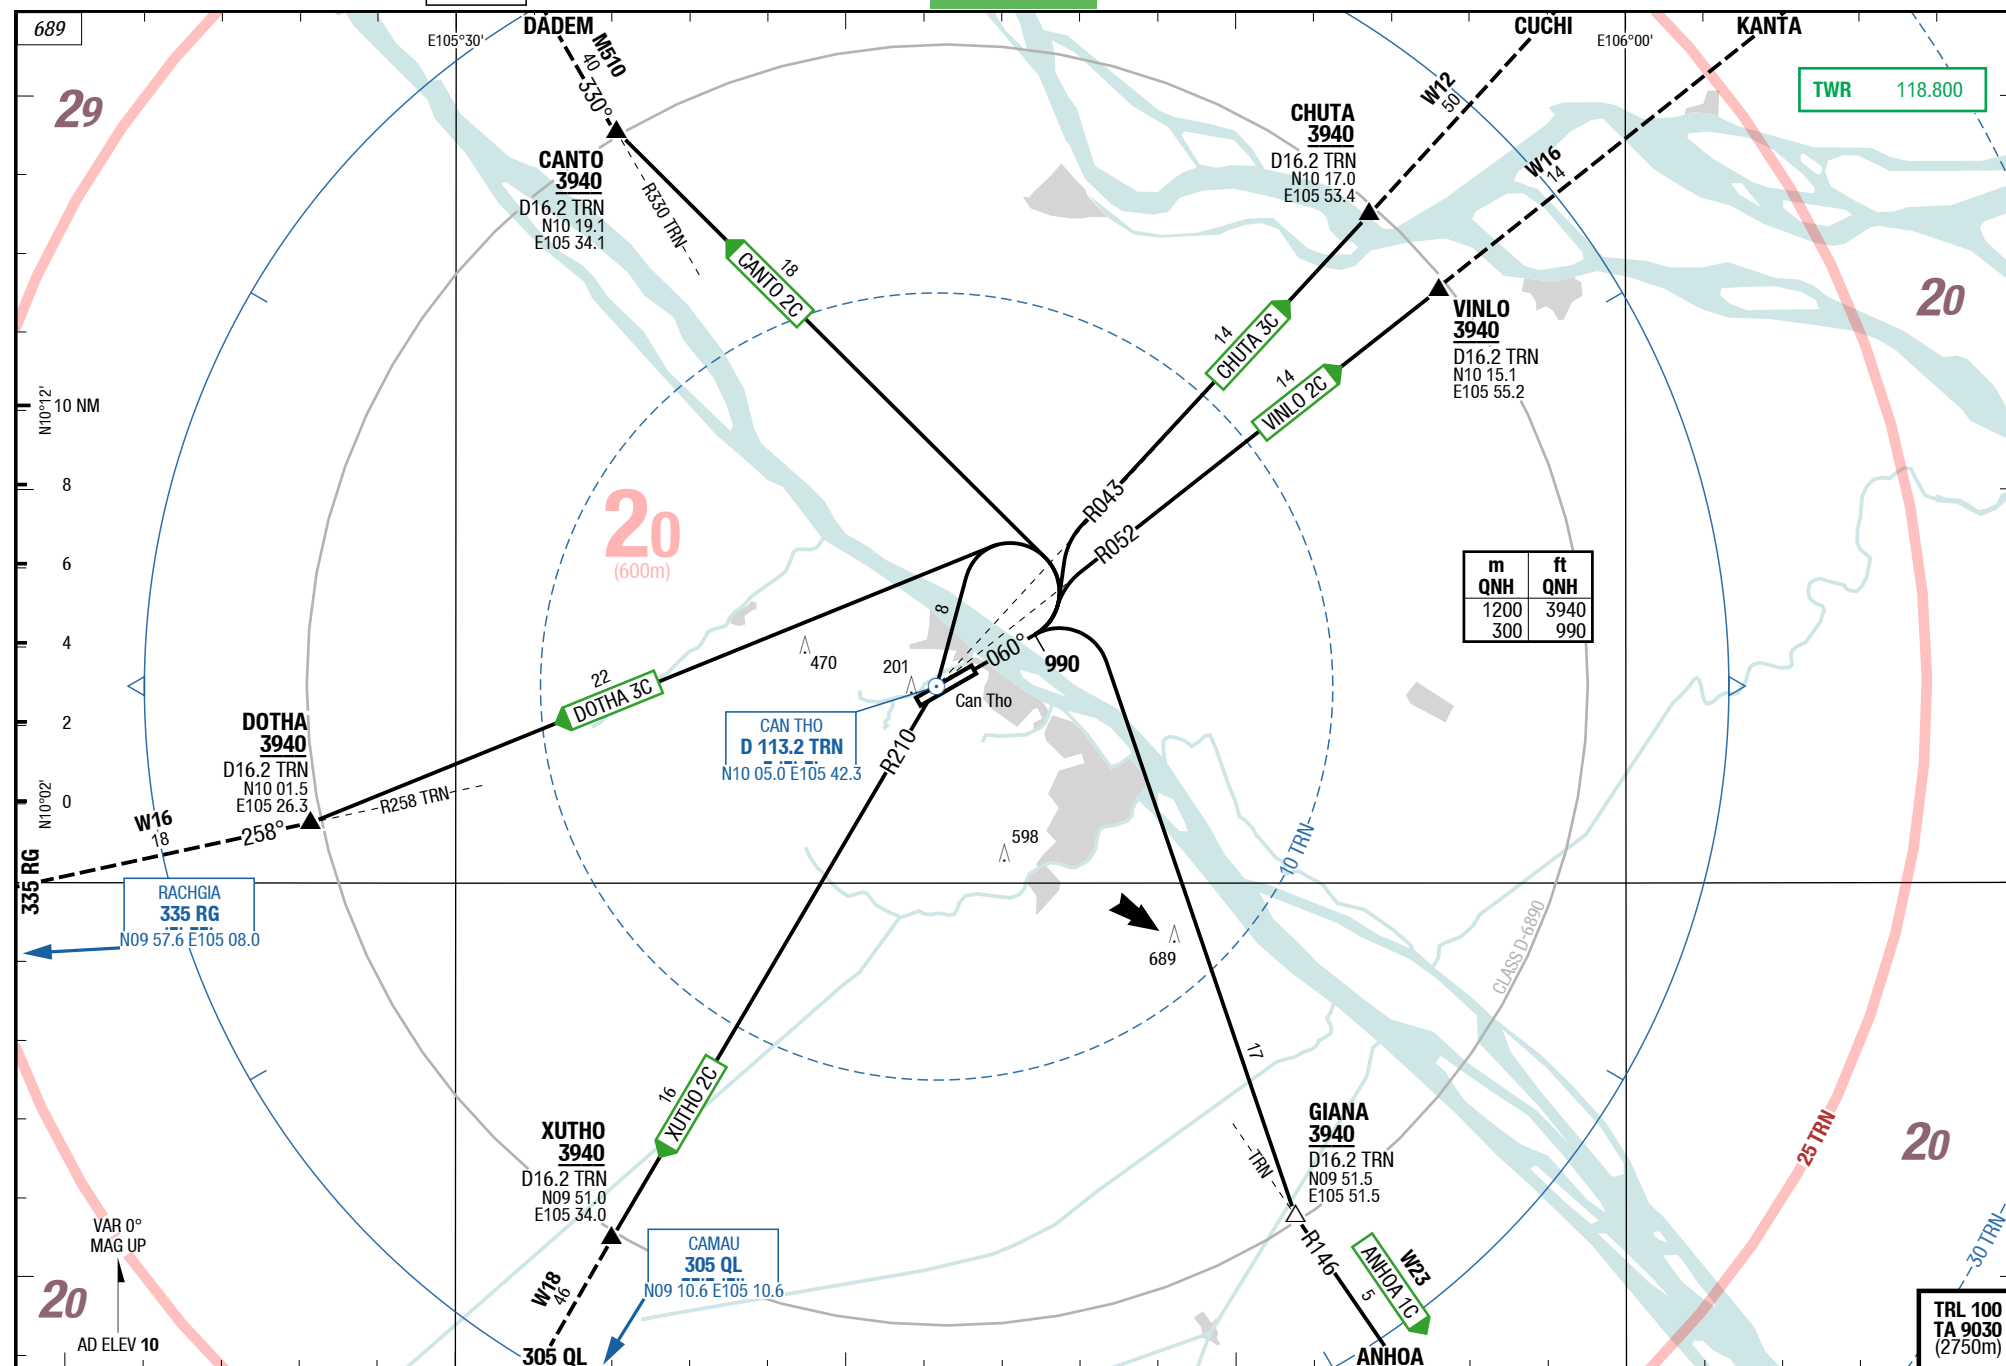 689
DADEM
M510
40
330°
E105°30'
CUCHI
E106°00'
KANTA
TWR 118.800
29
W12
50
W16
14
CHUTA
3940
D16.2 TRN
N10 17.0
E105 53.4
CANTO
3940
D16.2 TRN
N10 19.1
E105 34.1
R330 TRN
18
CANTO 2C
20
VINLO
3940
D16.2 TRN
N10 15.1
E105 55.2
14
CHUTA 3C
14
VINLO 2C
N10°12'
10 NM
8
6
4
2
0
N10°02'
R043
R052
20
(600m)
m ft
QNH QNH
1200 3940
300 990
8
060°
990
470
201
Can Tho
22
DOTHA 3C
CAN THO
D 113.2 TRN
N10 05.0 E105 42.3
R210
DOTHA
3940
D16.2 TRN
N10 01.5
E105 26.3
R258 TRN
W16
18
258°
335 RG
RACHGIA
335 RG
N09 57.6 E105 08.0
598
10 TRN
689
CLASS D-6890
17
16
XUTHO 2C
XUTHO
3940
D16.2 TRN
N09 51.0
E105 34.0
GIANA
3940
D16.2 TRN
N09 51.5
E105 51.5
TRN
R146
25 TRN
20
30 TRN
VAR 0°
MAG UP
20
AD ELEV 10
W18
46
305 QL
CAMAU
305 QL
N09 10.6 E105 10.6
W23
ANHOA 1C
5
ANHOA
TRL 100
TA 9030
(2750m)